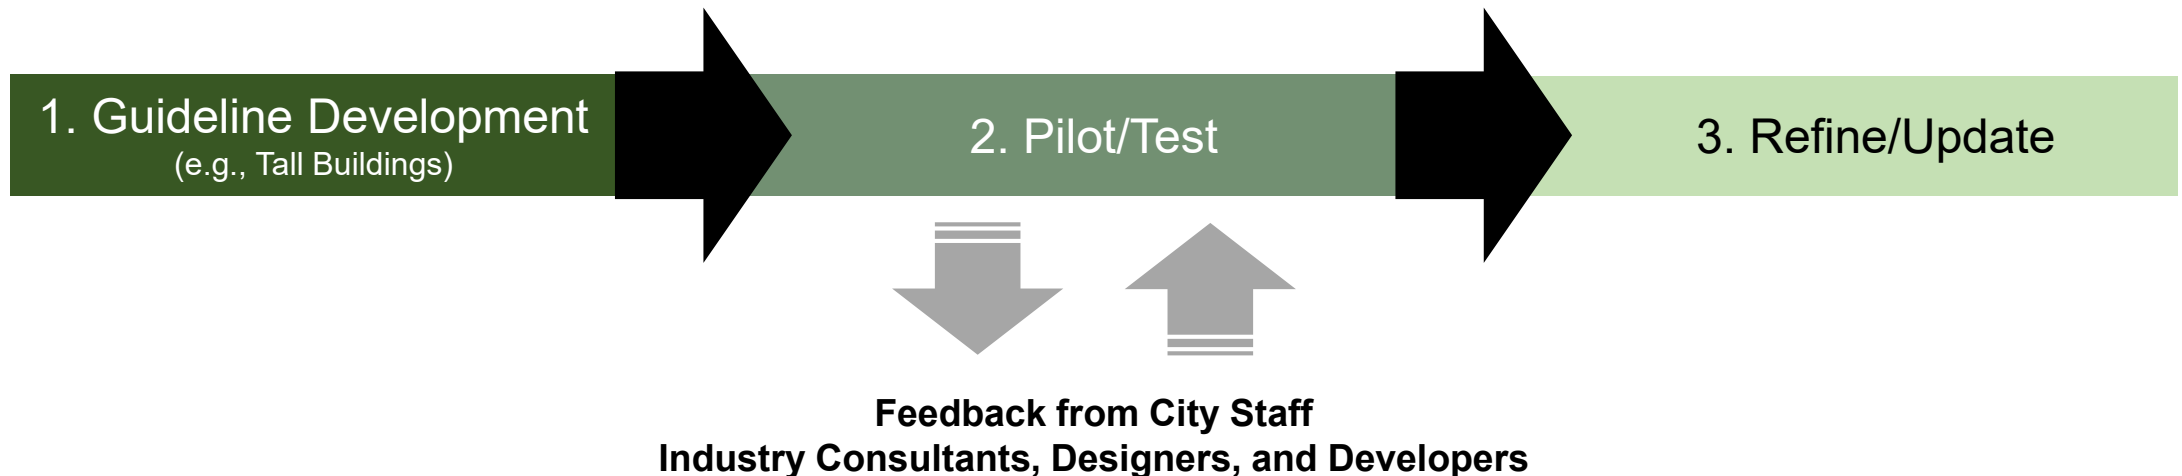 1. Guideline Development
(e.g., Tall Buildings)
2. Pilot/Test
3. Refine/Update
Feedback from City Staff
Industry Consultants, Designers, and Developers